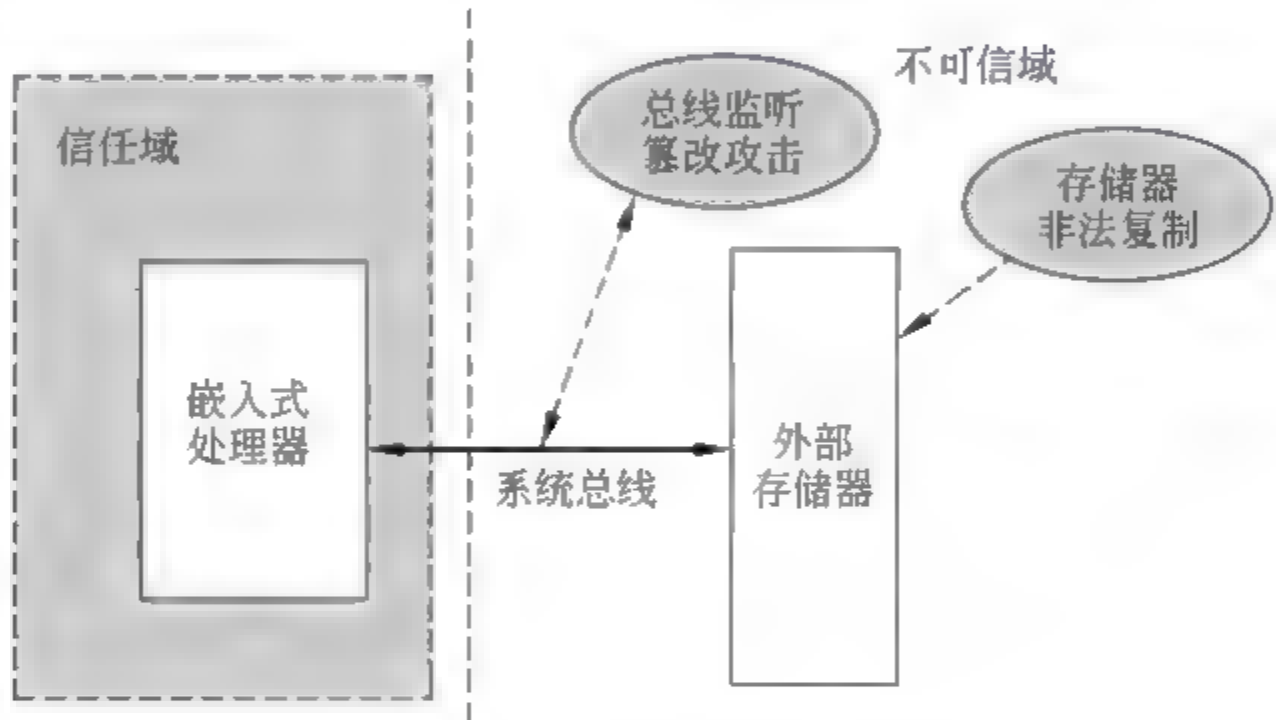 不可信域
总线监听
篡改攻击
信任域
存储器
非法复制
嵌入式
处理器
外部
存储器
系统总线